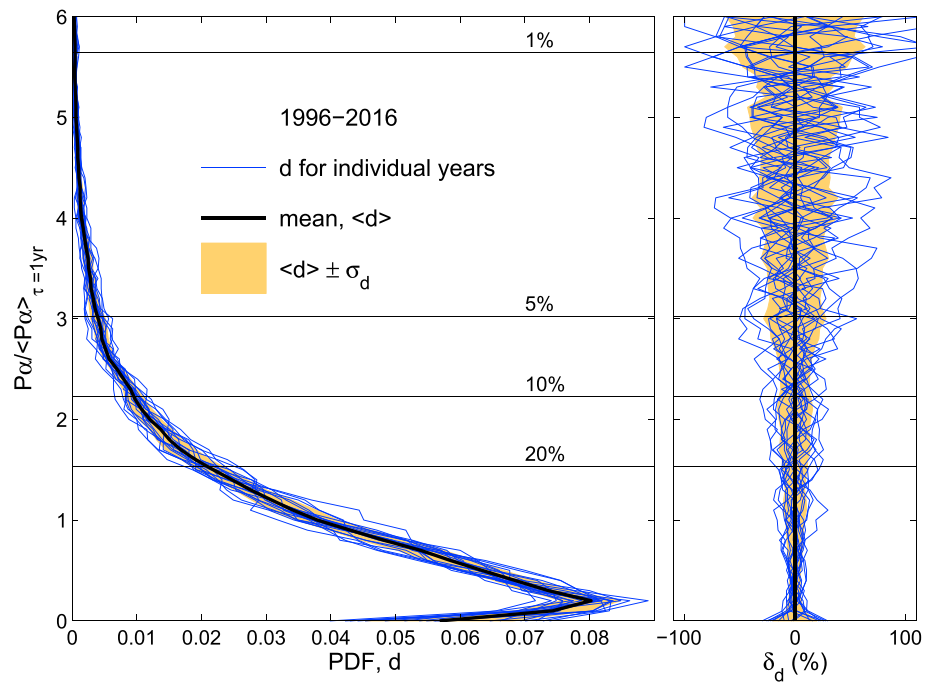 6
5
4
3
2
1
0
Pα/<Pα> τ =1yr
1%
1996−2016
d for individual years
mean, <d>
<d> ± σd
5%
10%
20%
0 0.01 0.02 0.03 0.04 0.05 0.06 0.07 0.08
PDF, d
−100 0 100
δd (%)